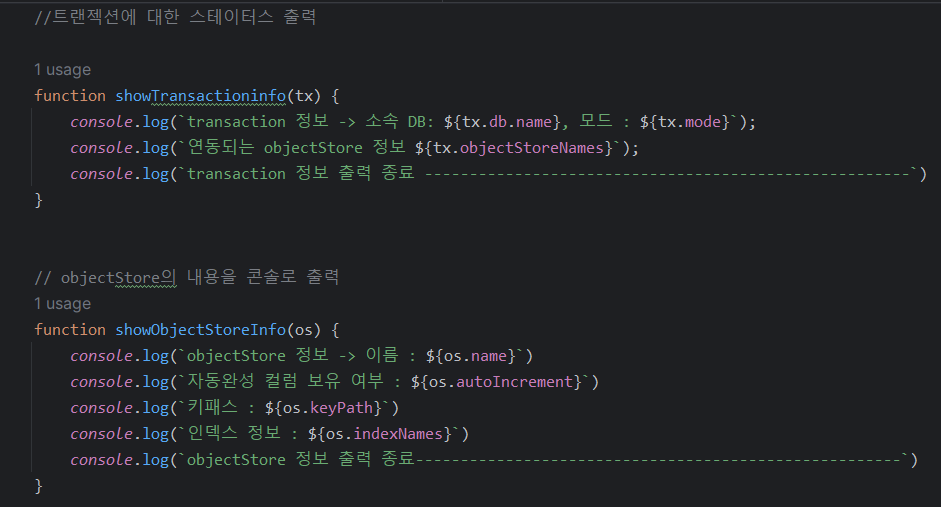 //트랜젝션에 대한 스테이터스 출력
1 usage
function showTransactioninfo(tx) {
console.log(`transaction 정보 -> 소속 DB: ${tx.db.name}, 모드 : ${tx.mode}`);
console.log(`연동되는 objectStore 정보 ${tx.objectStoreNames}`);
console.log(`transaction 정보 출력 종료 ------------------------------------------------------`)
}
// objectStore의 내용을 콘솔로 출력
1 usage
function showObjectStoreInfo(os) {
console.log(`objectStore 정보 -> 이름 : ${os.name}`)
console.log(`자동완성 컬럼 보유 여부 : ${os.autoIncrement}`)
console.log(`키패스 : ${os.keyPath}`)
console.log(`인덱스 정보 : ${os.indexNames}`)
console.log(`objectStore 정보 출력 종료------------------------------------------------------`)
}